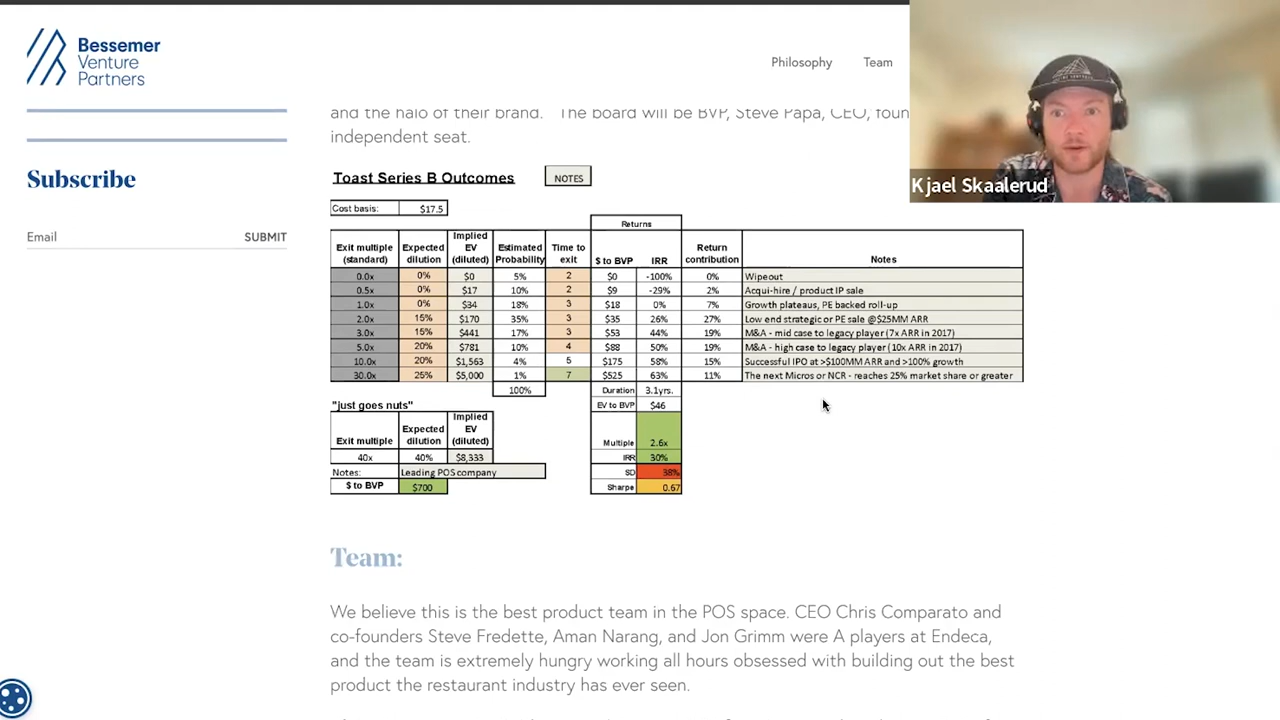 Bessemer
Venture
Partners
Philosophy Team
and the halo of their brand. The board will be BVP, Steve Papa, CEO, foun
independent seat.
Kjael Skaalerud
Subscribe
Email SUBMIT
Toast Series B Outcomes NOTES
Cost basis: $17.5
Returns
Exit multiple (standard) Expected dilution Implied EV (diluted) Estimated Probability Time to exit $ to BVP IRR Return contribution Notes
0.0x 0% $0 5% 2 $0 -100% 0% Wipeout
0.5x 0% $17 10% 2 $9 -29% 2% Acqui-hire / product IP sale
1.0x 0% $34 18% 3 $18 0% 7% Growth plateaus, PE backed roll-up
2.0x 15% $170 35% 3 $35 26% 27% Low end strategic or PE sale @$25MM ARR
3.0x 15% $441 17% 3 $53 44% 19% M&A - mid case to legacy player (7x ARR in 2017)
5.0x 20% $781 10% 4 $88 50% 19% M&A - high case to legacy player (10x ARR in 2017)
10.0x 20% $1,563 4% 5 $175 58% 15% Successful IPO at >$100MM ARR and >100% growth
30.0x 25% $5,000 1% 7 $525 63% 11% The next Micros or NCR - reaches 25% market share or greater
100% Duration 3.1yrs.
"just goes nuts" EV to BVP $46
Exit multiple Expected dilution Implied EV (diluted) Multiple 2.6x
40x 40% $8,333 IRR 30%
Notes: Leading POS company SD 38%
$ to BVP $700 Sharpe 0.67
Team:
We believe this is the best product team in the POS space. CEO Chris Comparato and
co-founders Steve Fredette, Aman Narang, and Jon Grimm were A players at Endeca,
and the team is extremely hungry working all hours obsessed with building out the best
product the restaurant industry has ever seen.